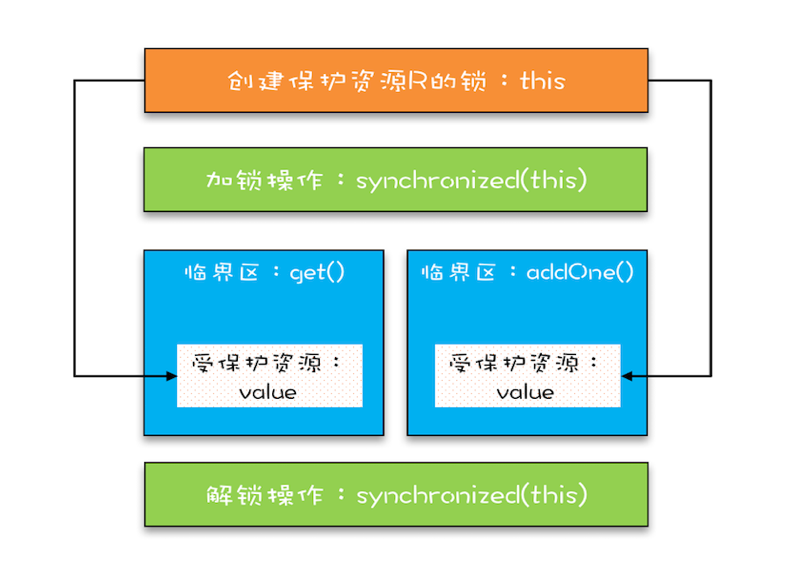 创建保护资源R的锁：this
加锁操作：synchronized(this)
临界区：get()
受保护资源：
value
临界区：addOne()
受保护资源：
value
解锁操作：synchronized(this)